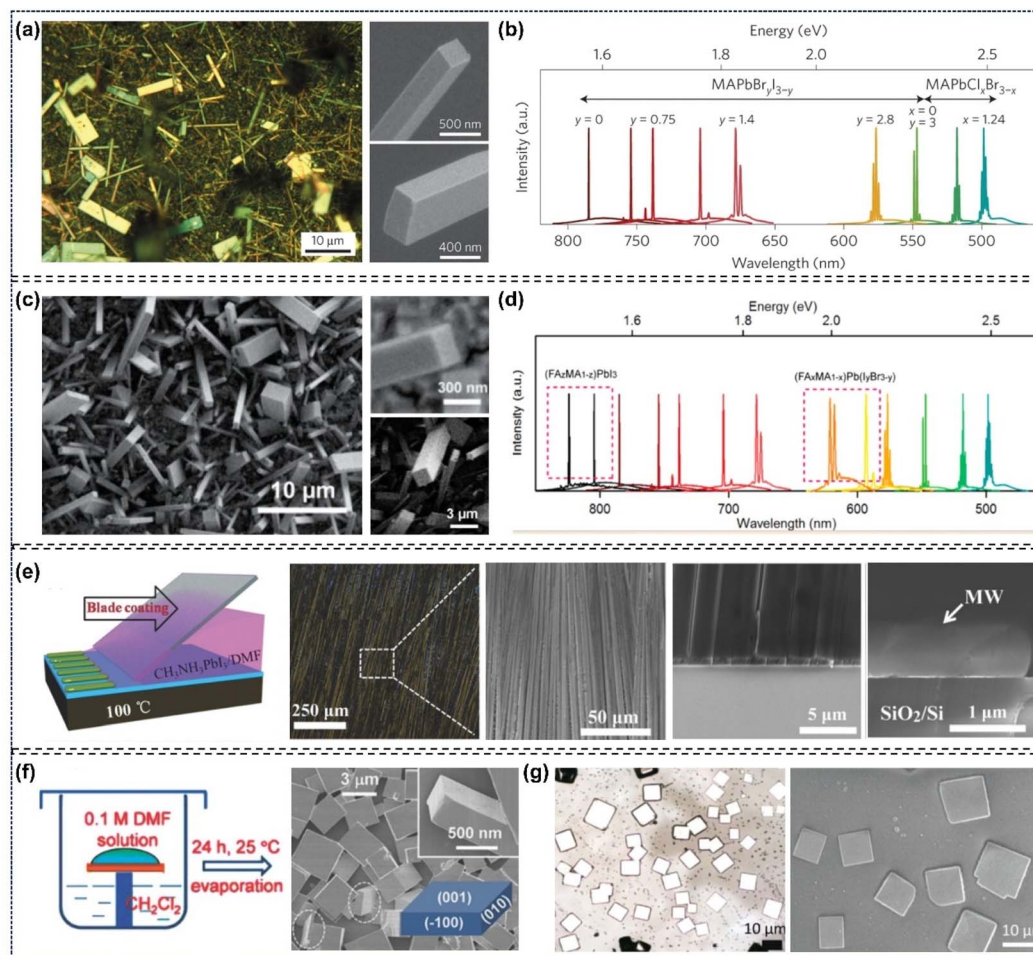 (a)
10 µm
500 nm
400 nm
(b)
Energy (eV)
1.6 1.8 2.2 2.5
MAPbBr_yI_{3−y} MAPbCl_xBr_{3−x}
y = 0 y = 0.75 y = 1.4 y = 2.8 x = 0 x = 1.24
y = 3
Intensity (a.u.)
800 750 700 650 600 550 500
Wavelength (nm)
(c)
10 µm
300 nm
3 µm
(d)
Energy (eV)
1.6 1.8 2.0 2.5
(FAzMA1-z)PbI3 (FAxMA1-x)Pb(IyBr3-y)
Intensity (a.u.)
800 700 600 500
Wavelength (nm)
(e)
Blade coating
CH₃NH₃PbI₃/DMF
100 ℃
250 µm
50 µm
5 µm
MW
SiO₂/Si
1 µm
(f)
0.1 M DMF
solution
CH₂Cl₂
24 h, 25 °C
evaporation
3 µm
500 nm
(001)
(-100)
(010)
(g)
10 µm
10 µm